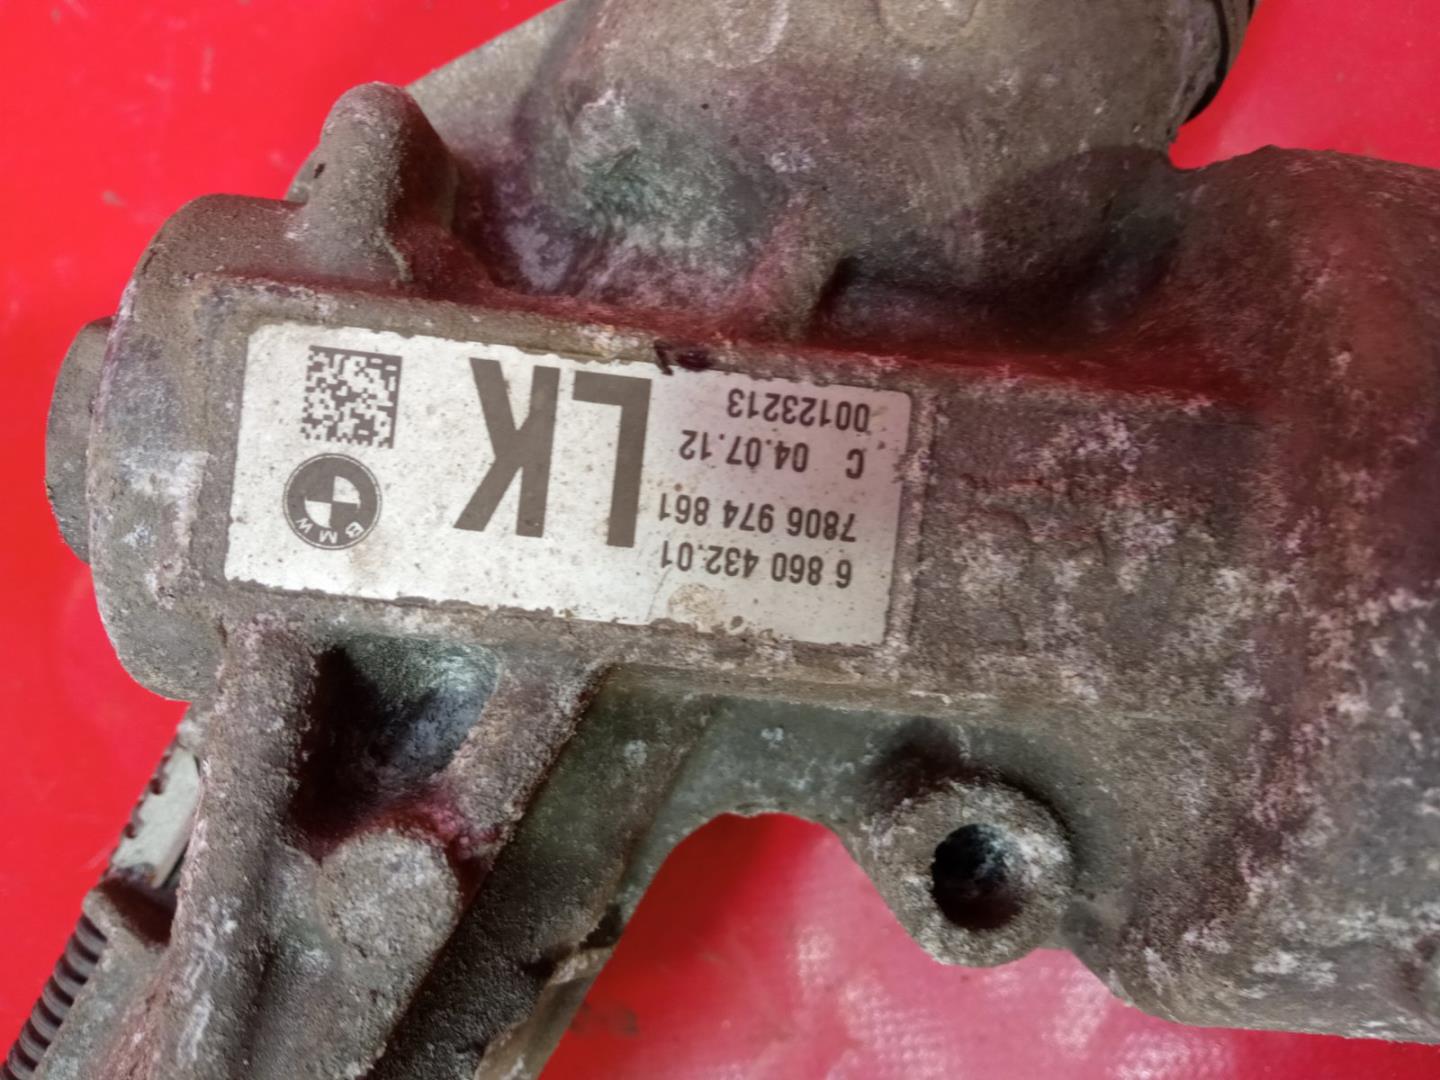 6 860 432.01
7806 974 861
C 04.07.12
00123213
LK
BMW